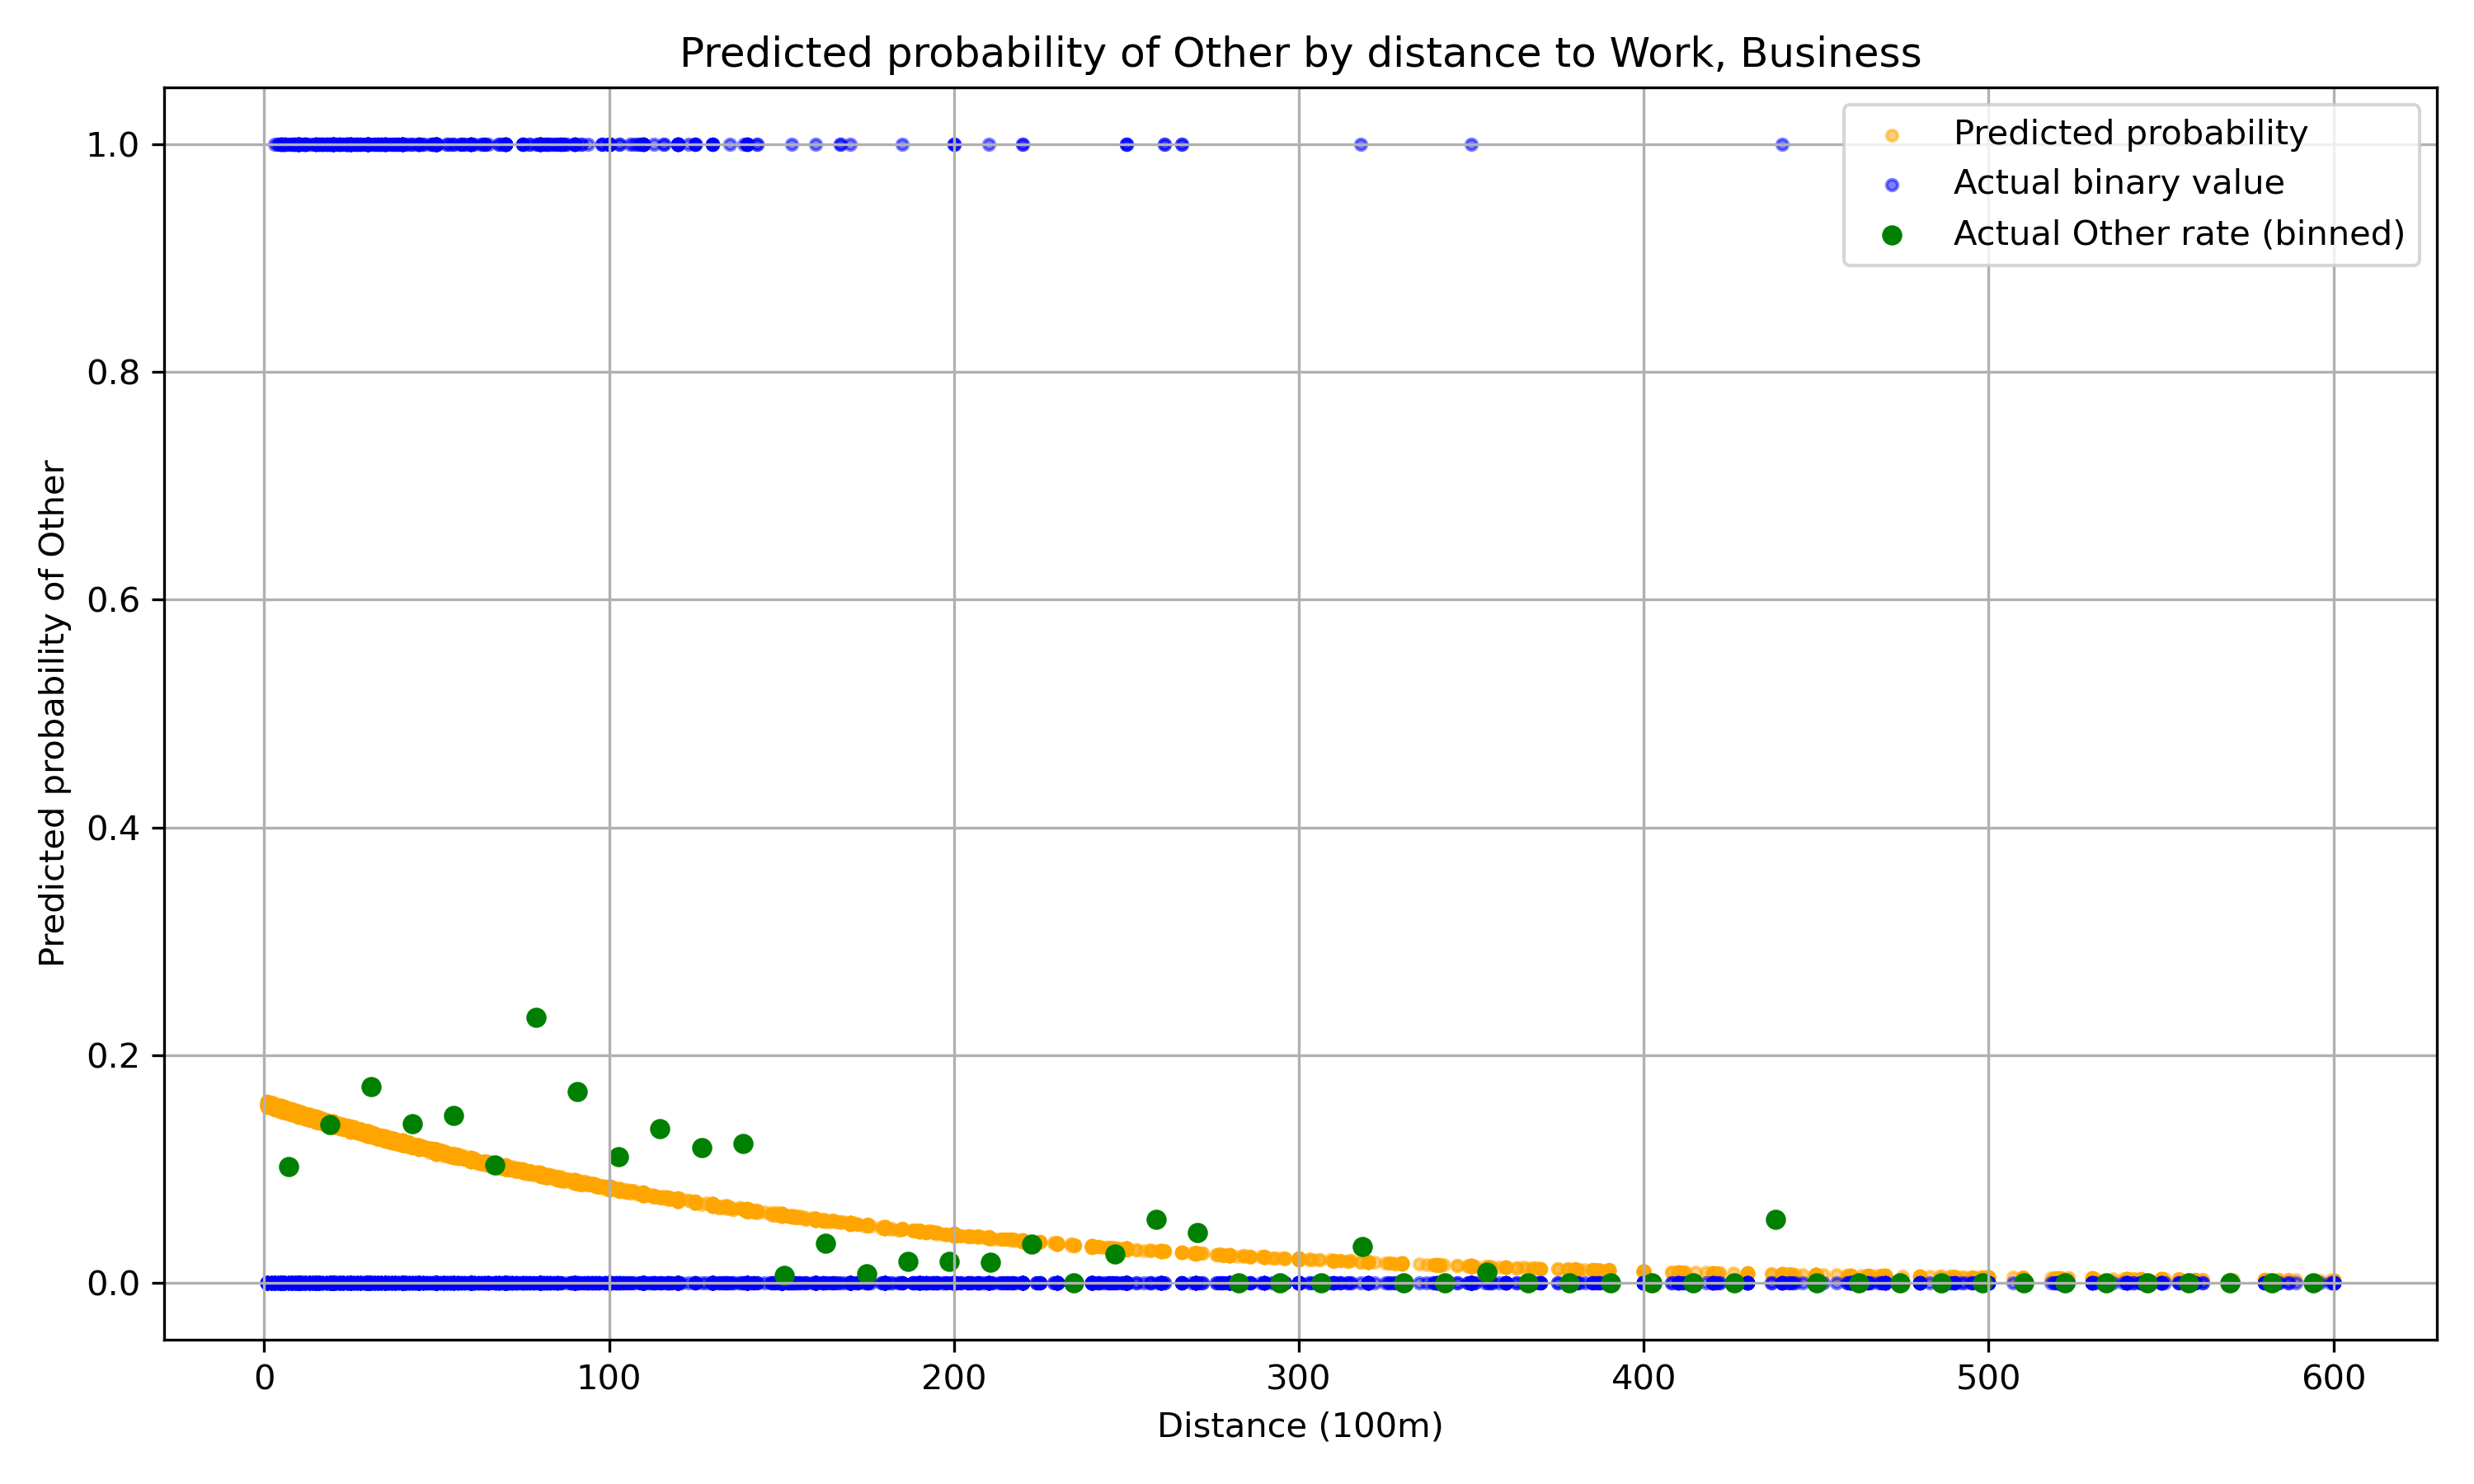 Predicted probability of Other by distance to Work, Business
Predicted probability
Actual binary value
Actual Other rate (binned)
Predicted probability of Other
1.0
0.8
0.6
0.4
0.2
0.0
0 100 200 300 400 500 600
Distance (100m)